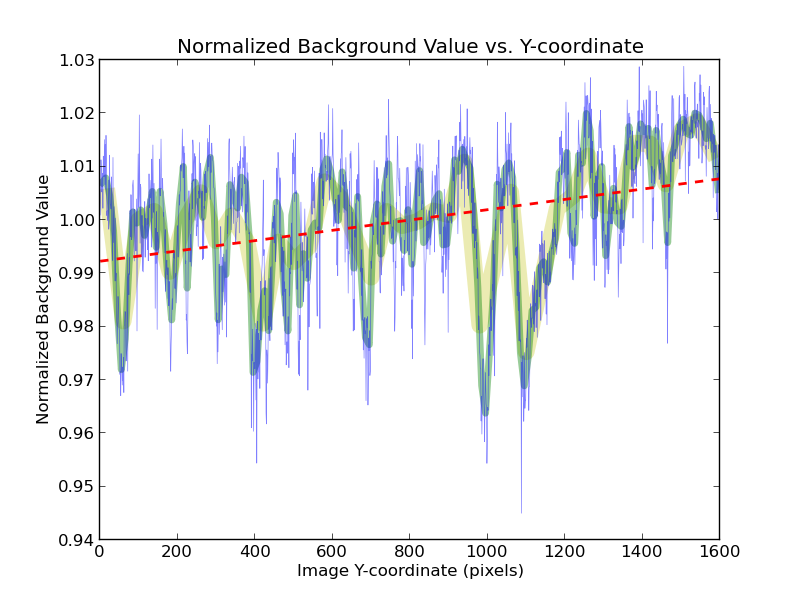 Normalized Background Value vs. Y-coordinate
1.03
1.02
1.01
1.00
0.99
0.98
0.97
0.96
0.95
0.94
Normalized Background Value
0 200 400 600 800 1000 1200 1400 1600
Image Y-coordinate (pixels)